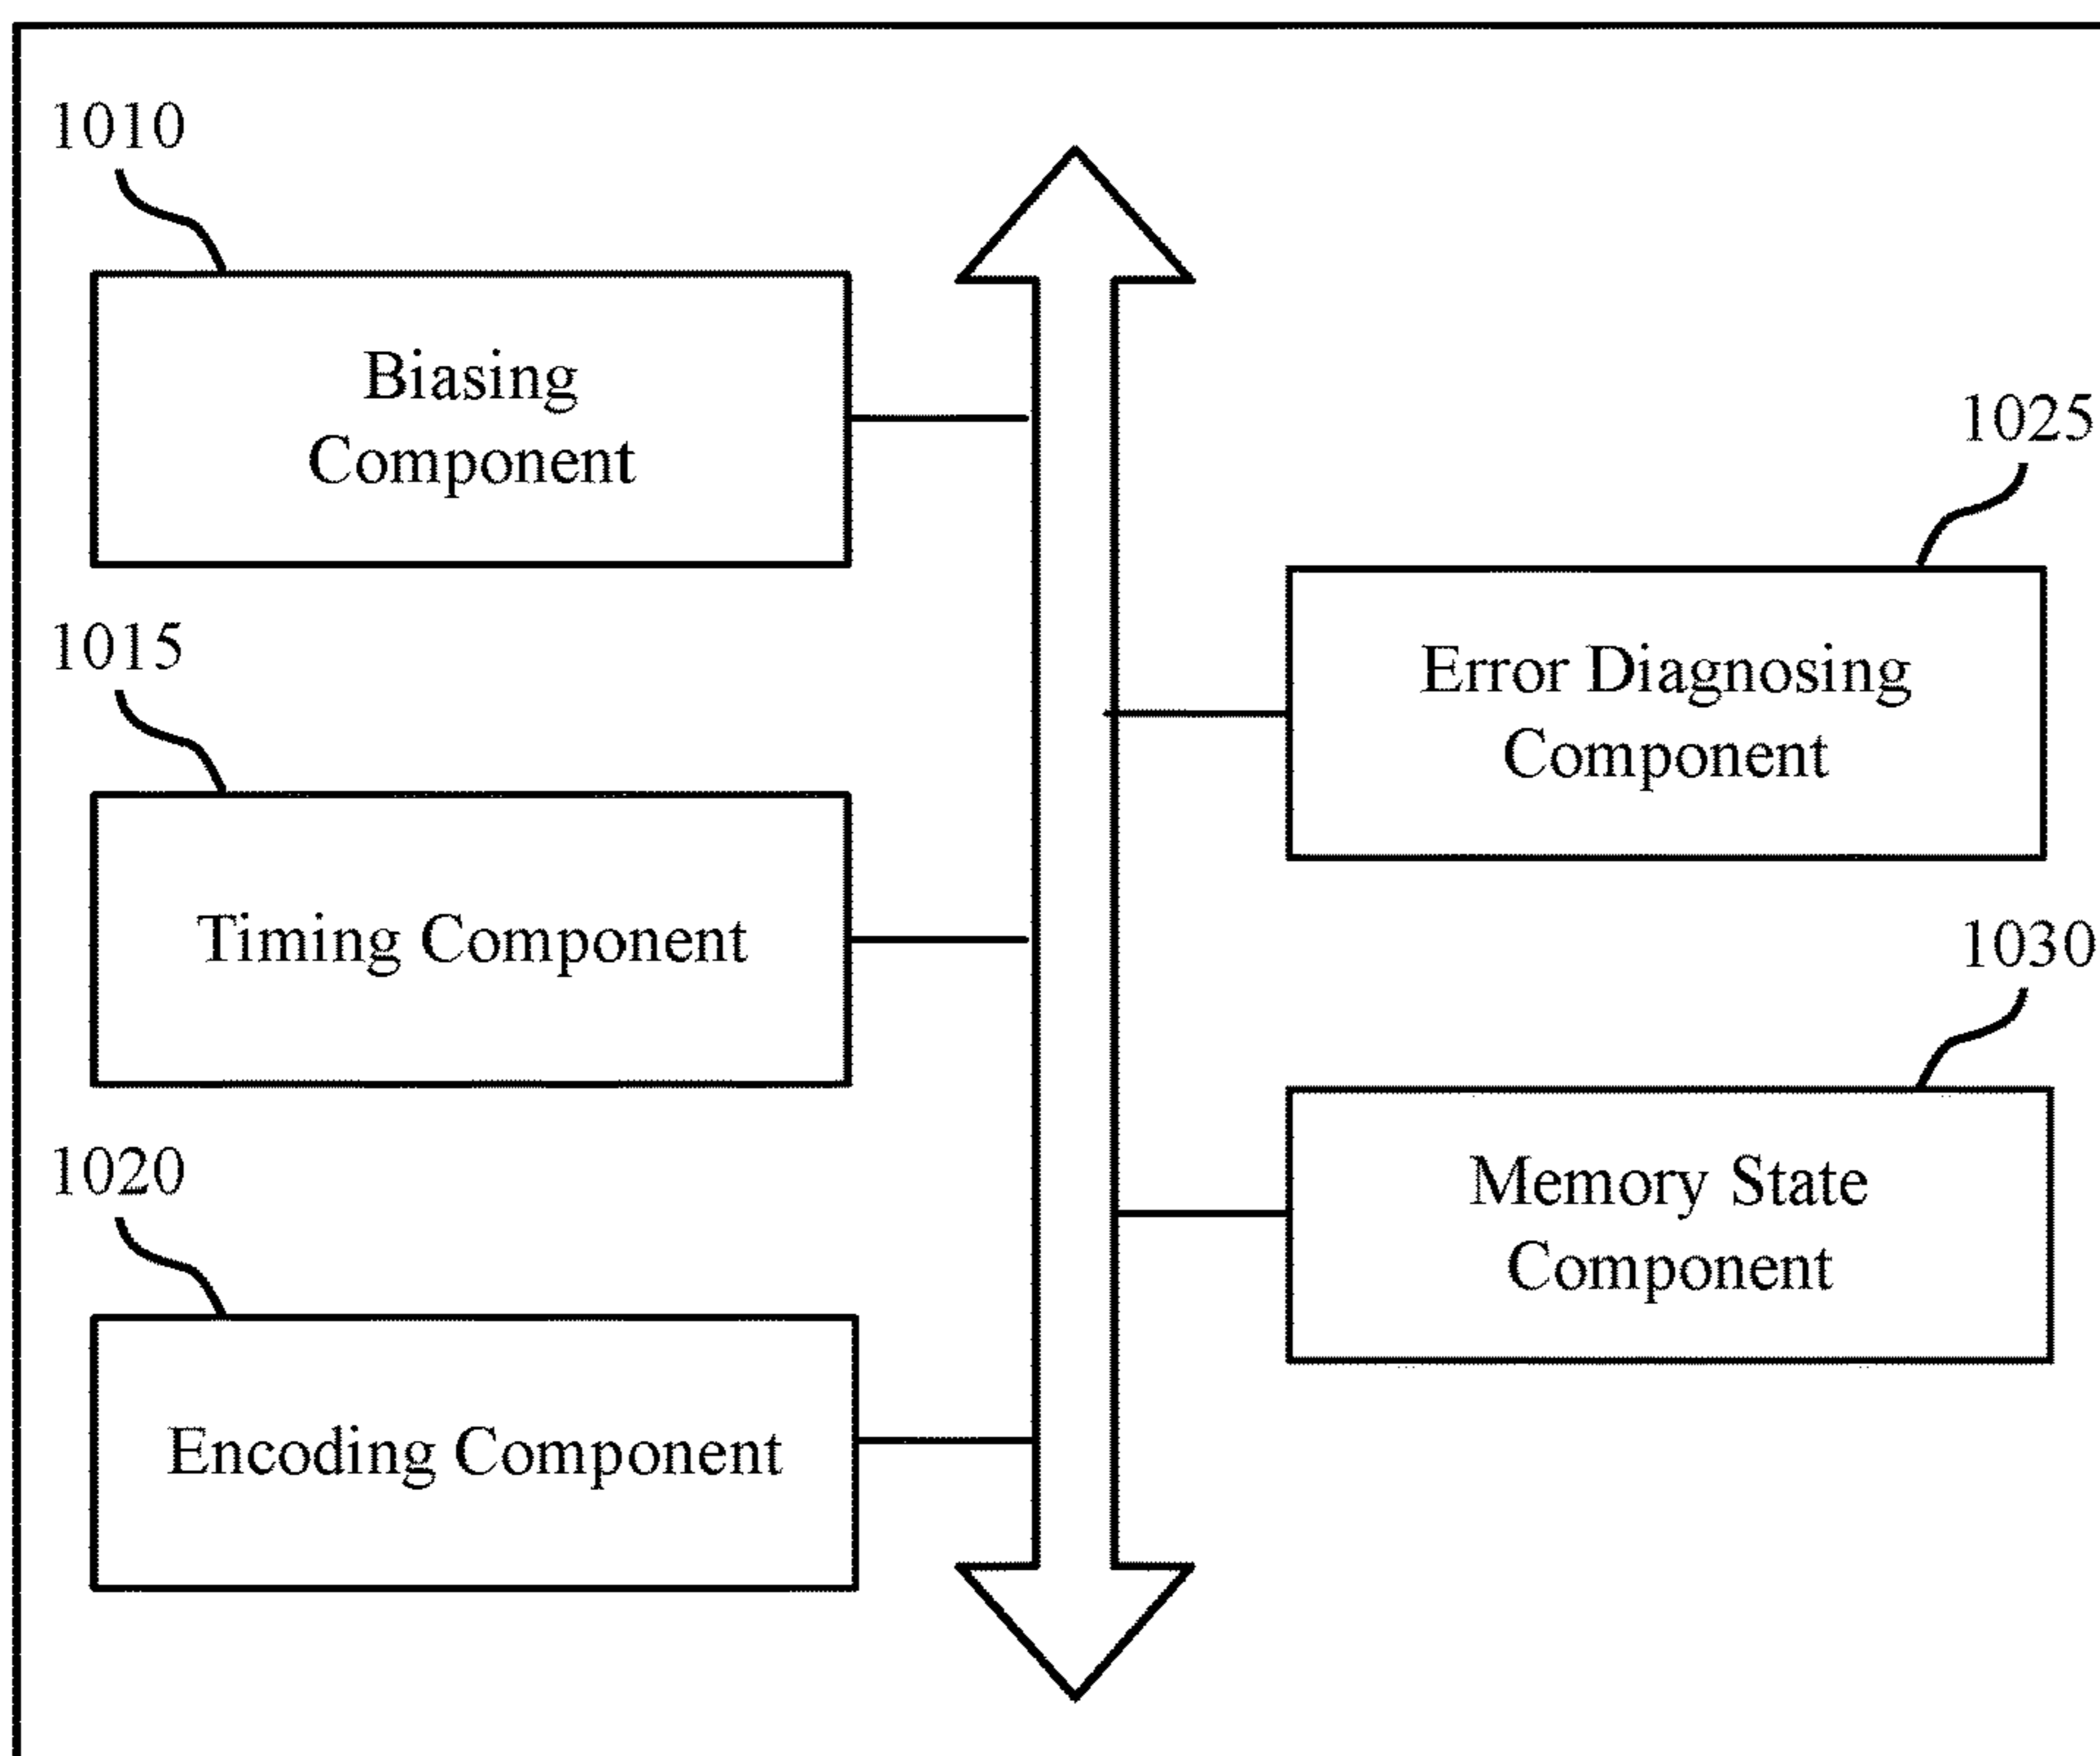 1010
Biasing
Component
1015
Timing Component
1020
Encoding Component
1025
Error Diagnosing
Component
1030
Memory State
Component